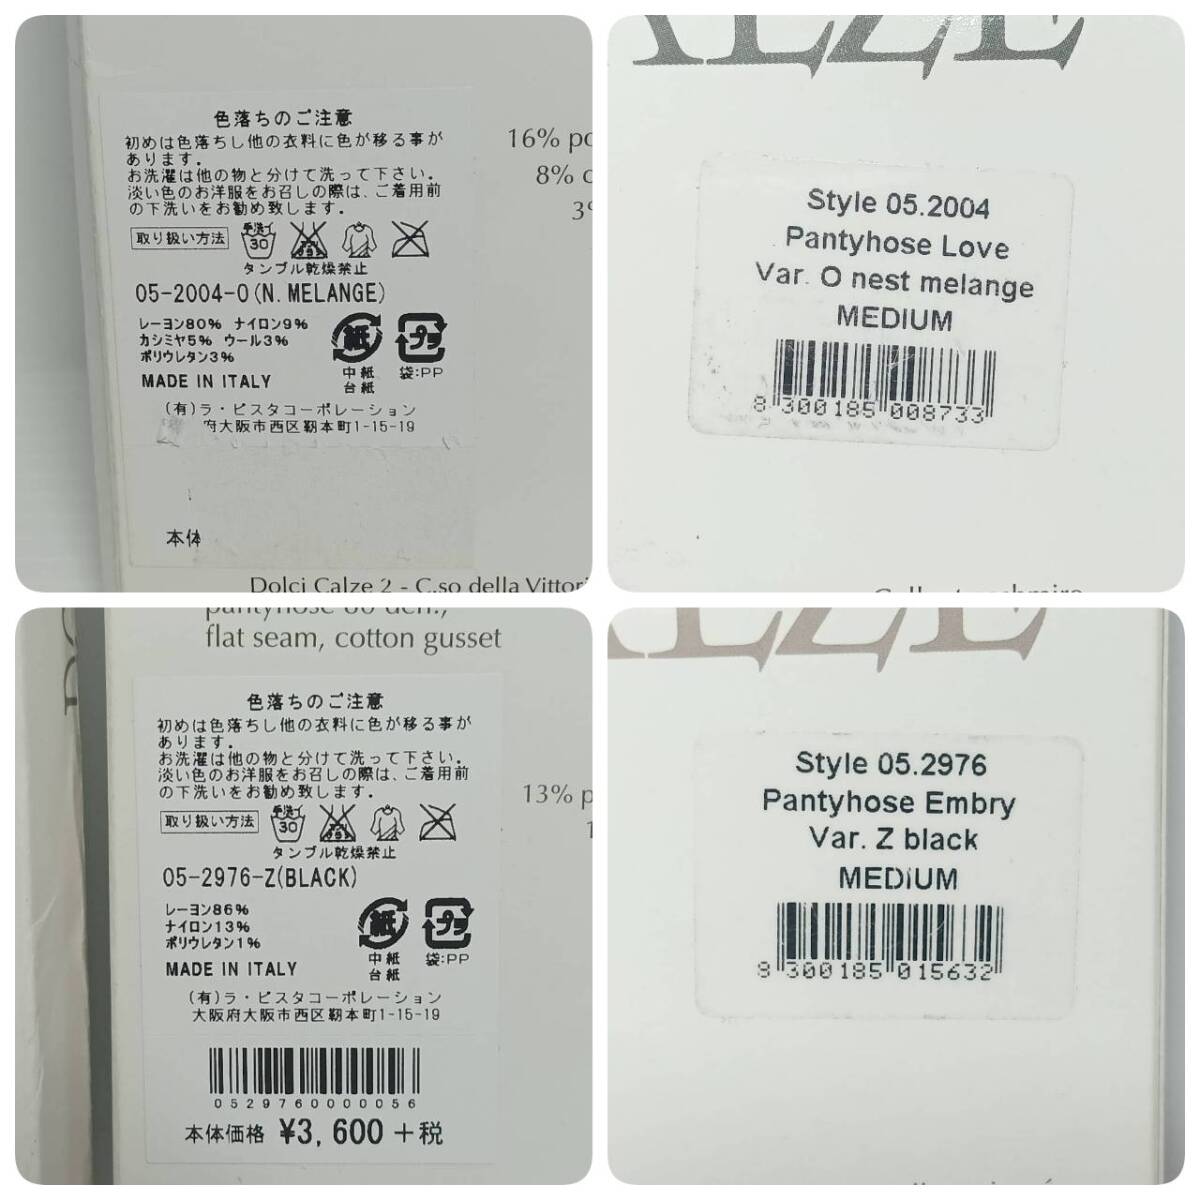 色落ちのご注意
初めは色落ちし他の衣料に色が移る事が
あります.
お洗濯は他の物と分けて洗って下さい.
淡い色のお洋服をお召しの際は、ご着用前
の下洗いをお勧め致します.
取り扱い方法 手洗イ 30
タンブル乾燥禁止
05-2004-O(N.MELANGE)
レーヨン80% ナイロン9%
カシミヤ5% ウール3%
ポリウレタン3%
紙 プラ
中紙 袋:PP
台紙
MADE IN ITALY
(有)ラ・ビスタコーポレーション
府大阪市西区靭本町1-15-19
本体
16%
8%
Dolci Calze 2 - C.so della
ALZE
Style 05.2004
Pantyhose Love
Var. O nest melange
MEDIUM
8 300185 008733
pantyhose 60 den.,
flat seam, cotton gusset
色落ちのご注意
初めは色落ちし他の衣料に色が移る事が
あります.
お洗濯は他の物と分けて洗って下さい.
淡い色のお洋服をお召しの際は、ご着用前
の下洗いをお勧め致します.
取り扱い方法 手洗イ 30
タンブル乾燥禁止
05-2976-Z(BLACK)
レーヨン86%
ナイロン13%
ポリウレタン1%
紙 プラ
中紙 袋:PP
台紙
MADE IN ITALY
(有)ラ・ビスタコーポレーション
大阪府大阪市西区靭本町1-15-19
0529760000056
本体価格 ¥3,600 +税
13%
ALZE
Style 05.2976
Pantyhose Embry
Var. Z black
MEDIUM
8 300185 015632